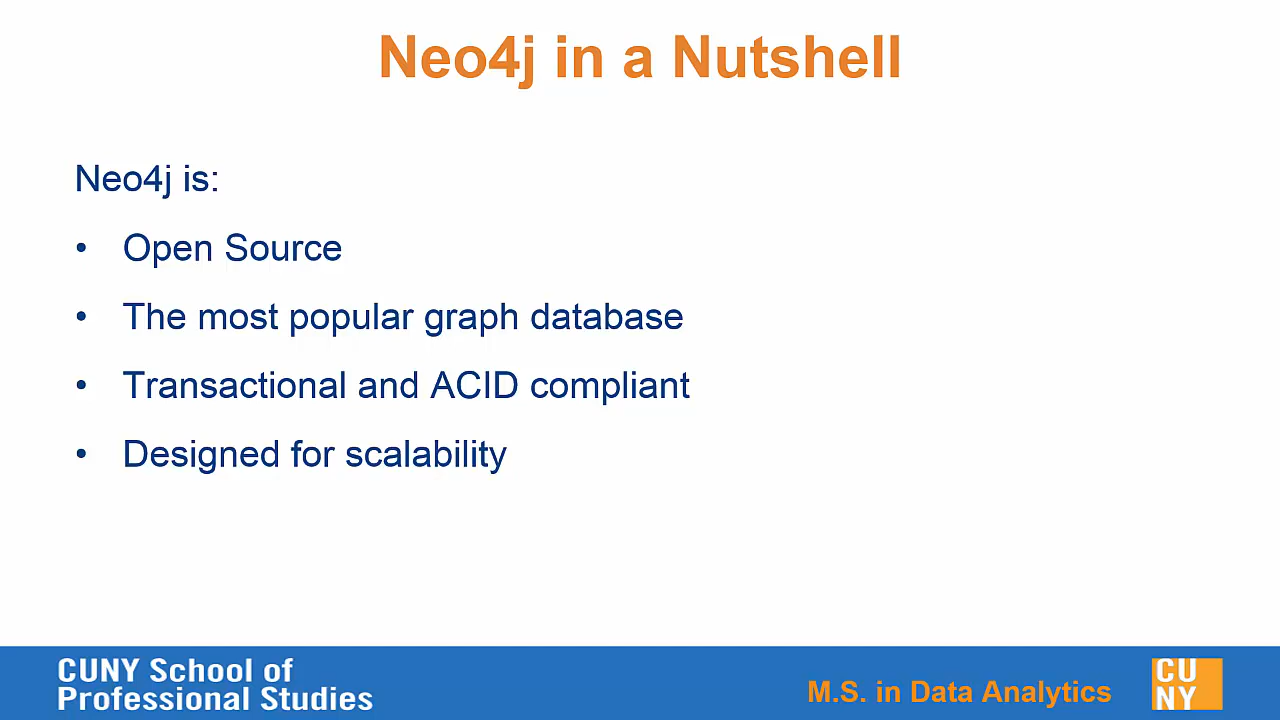 Neo4j in a Nutshell
Neo4j is:
• Open Source
• The most popular graph database
• Transactional and ACID compliant
• Designed for scalability
CUNY School of
Professional Studies
M.S. in Data Analytics
CU
NY